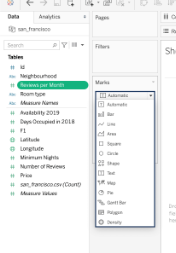 Data
Analytics
Pages
san_francisco
Search
Filters
Tables
Id
Neighbourhood
Reviews per Month
Room type
Measure Names
Availability 2019
Days Occupied in 2018
F1
Latitude
Longitude
Minimum Nights
Number of Reviews
Price
san_francisco.csv (Count)
Measure Values
Marks
Automatic
Automatic
Bar
Line
Area
Square
Circle
Shape
Text
Map
Pie
Gantt Bar
Polygon
Density